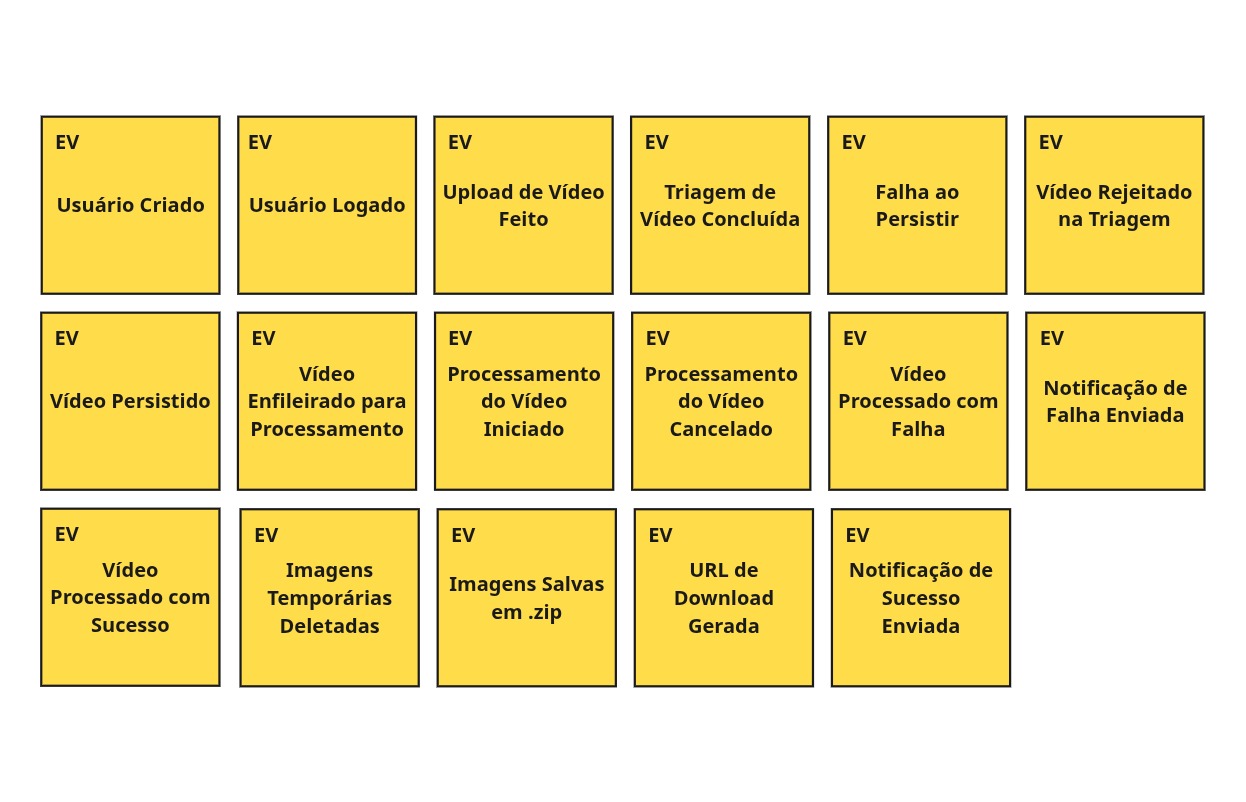 EV
Usuário Criado
EV
Usuário Logado
EV
Upload de Vídeo
Feito
EV
Triagem de
Vídeo Concluída
EV
Falha ao
Persistir
EV
Vídeo Rejeitado
na Triagem
EV
Vídeo Persistido
EV
Vídeo
Enfileirado para
Processamento
EV
Processamento
do Vídeo
Iniciado
EV
Processamento
do Vídeo
Cancelado
EV
Vídeo
Processado com
Falha
EV
Notificação de
Falha Enviada
EV
Vídeo
Processado com
Sucesso
EV
Imagens
Temporárias
Deletadas
EV
Imagens Salvas
em .zip
EV
URL de
Download
Gerada
EV
Notificação de
Sucesso
Enviada